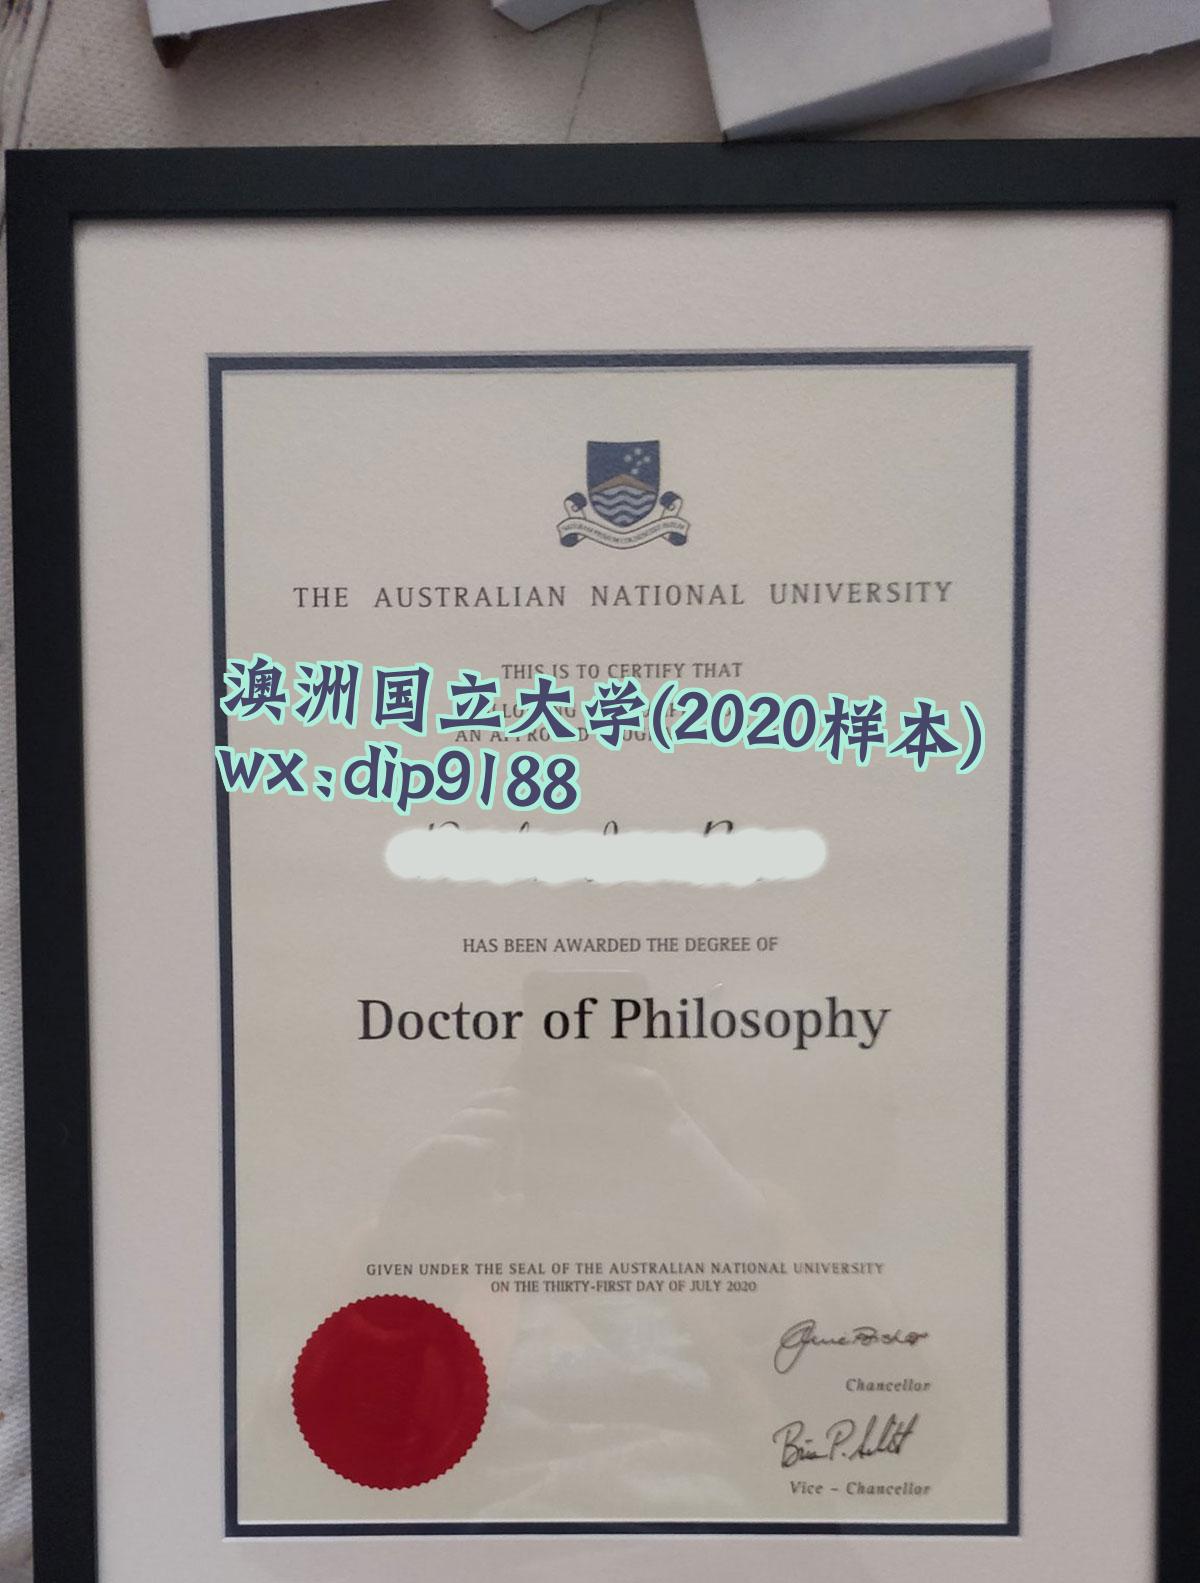 THE AUSTRALIAN NATIONAL UNIVERSITY
THIS IS TO CERTIFY THAT
澳洲国立大学(2020样本)
AN APPROVED
wx:dip9188
HAS BEEN AWARDED THE DEGREE OF
Doctor of Philosophy
GIVEN UNDER THE SEAL OF THE AUSTRALIAN NATIONAL UNIVERSITY
ON THE THIRTY-FIRST DAY OF JULY 2020
Chancellor
Vice - Chancellor